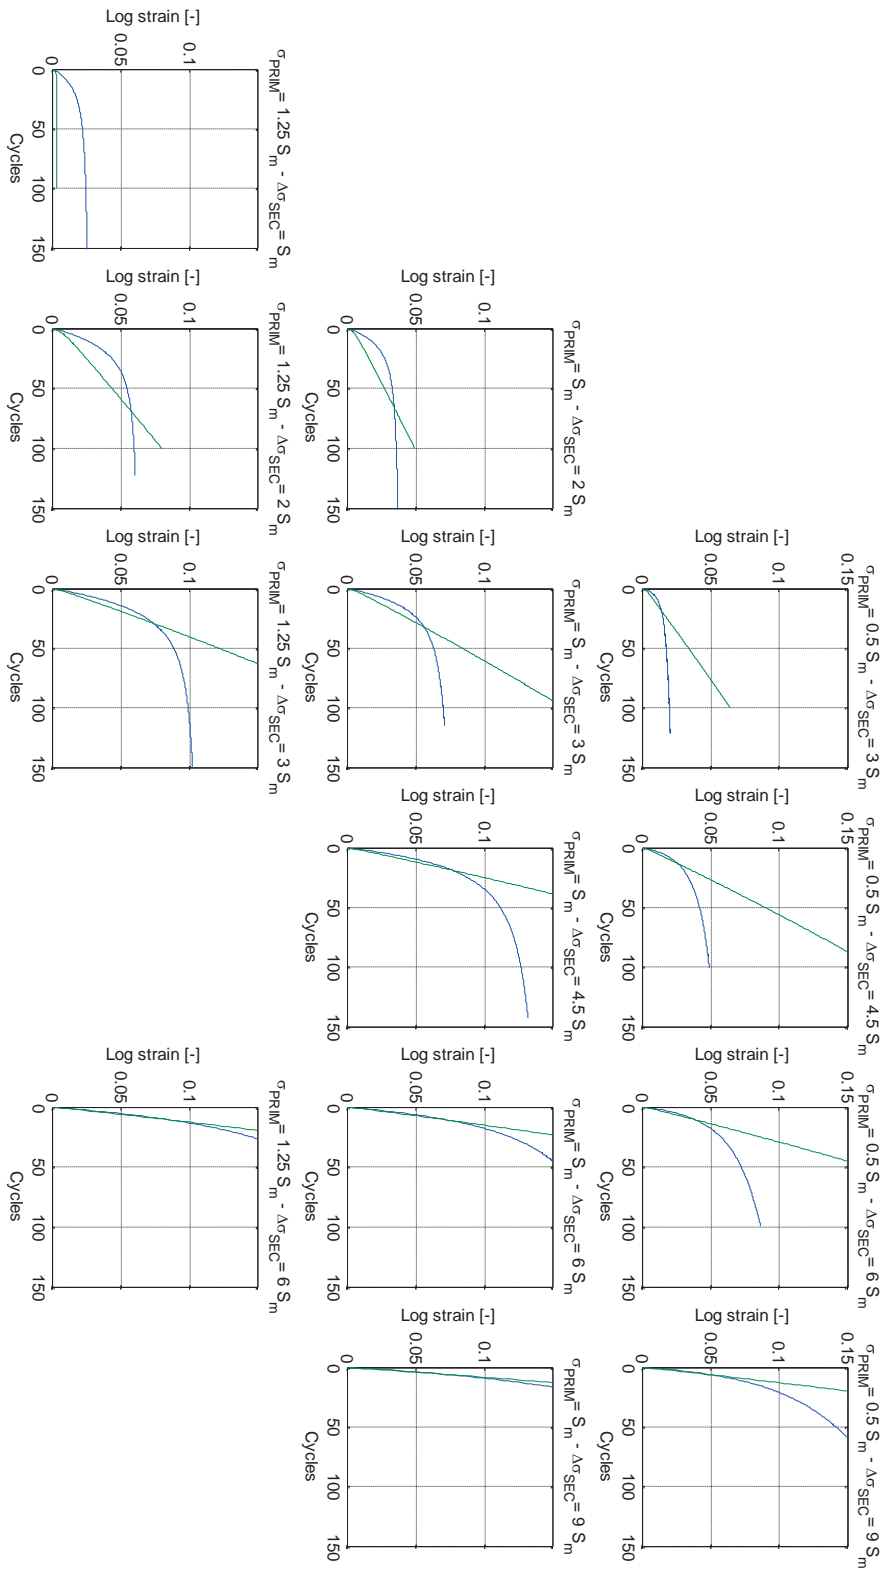 σPRIM= 0.5 Sm - ΔσSEC= 3 Sm
Log strain [-]
0.15
0.1
0.05
0
0 50 100 150
Cycles
σPRIM= 0.5 Sm - ΔσSEC= 4.5 Sm
Log strain [-]
0.15
0.1
0.05
0
0 50 100 150
Cycles
σPRIM= 0.5 Sm - ΔσSEC= 6 Sm
Log strain [-]
0.15
0.1
0.05
0
0 50 100 150
Cycles
σPRIM= 0.5 Sm - ΔσSEC= 9 Sm
Log strain [-]
0.15
0.1
0.05
0
0 50 100 150
Cycles
σPRIM= Sm - ΔσSEC= 2 Sm
Log strain [-]
0.1
0.05
0
0 50 100 150
Cycles
σPRIM= Sm - ΔσSEC= 3 Sm
Log strain [-]
0.1
0.05
0
0 50 100 150
Cycles
σPRIM= Sm - ΔσSEC= 4.5 Sm
Log strain [-]
0.1
0.05
0
0 50 100 150
Cycles
σPRIM= Sm - ΔσSEC= 6 Sm
Log strain [-]
0.1
0.05
0
0 50 100 150
Cycles
σPRIM= Sm - ΔσSEC= 9 Sm
Log strain [-]
0.1
0.05
0
0 50 100 150
Cycles
σPRIM= 1.25 Sm - ΔσSEC= Sm
Log strain [-]
0.1
0.05
0
0 50 100 150
Cycles
σPRIM= 1.25 Sm - ΔσSEC= 2 Sm
Log strain [-]
0.1
0.05
0
0 50 100 150
Cycles
σPRIM= 1.25 Sm - ΔσSEC= 3 Sm
Log strain [-]
0.1
0.05
0
0 50 100 150
Cycles
σPRIM= 1.25 Sm - ΔσSEC= 6 Sm
Log strain [-]
0.1
0.05
0
0 50 100 150
Cycles